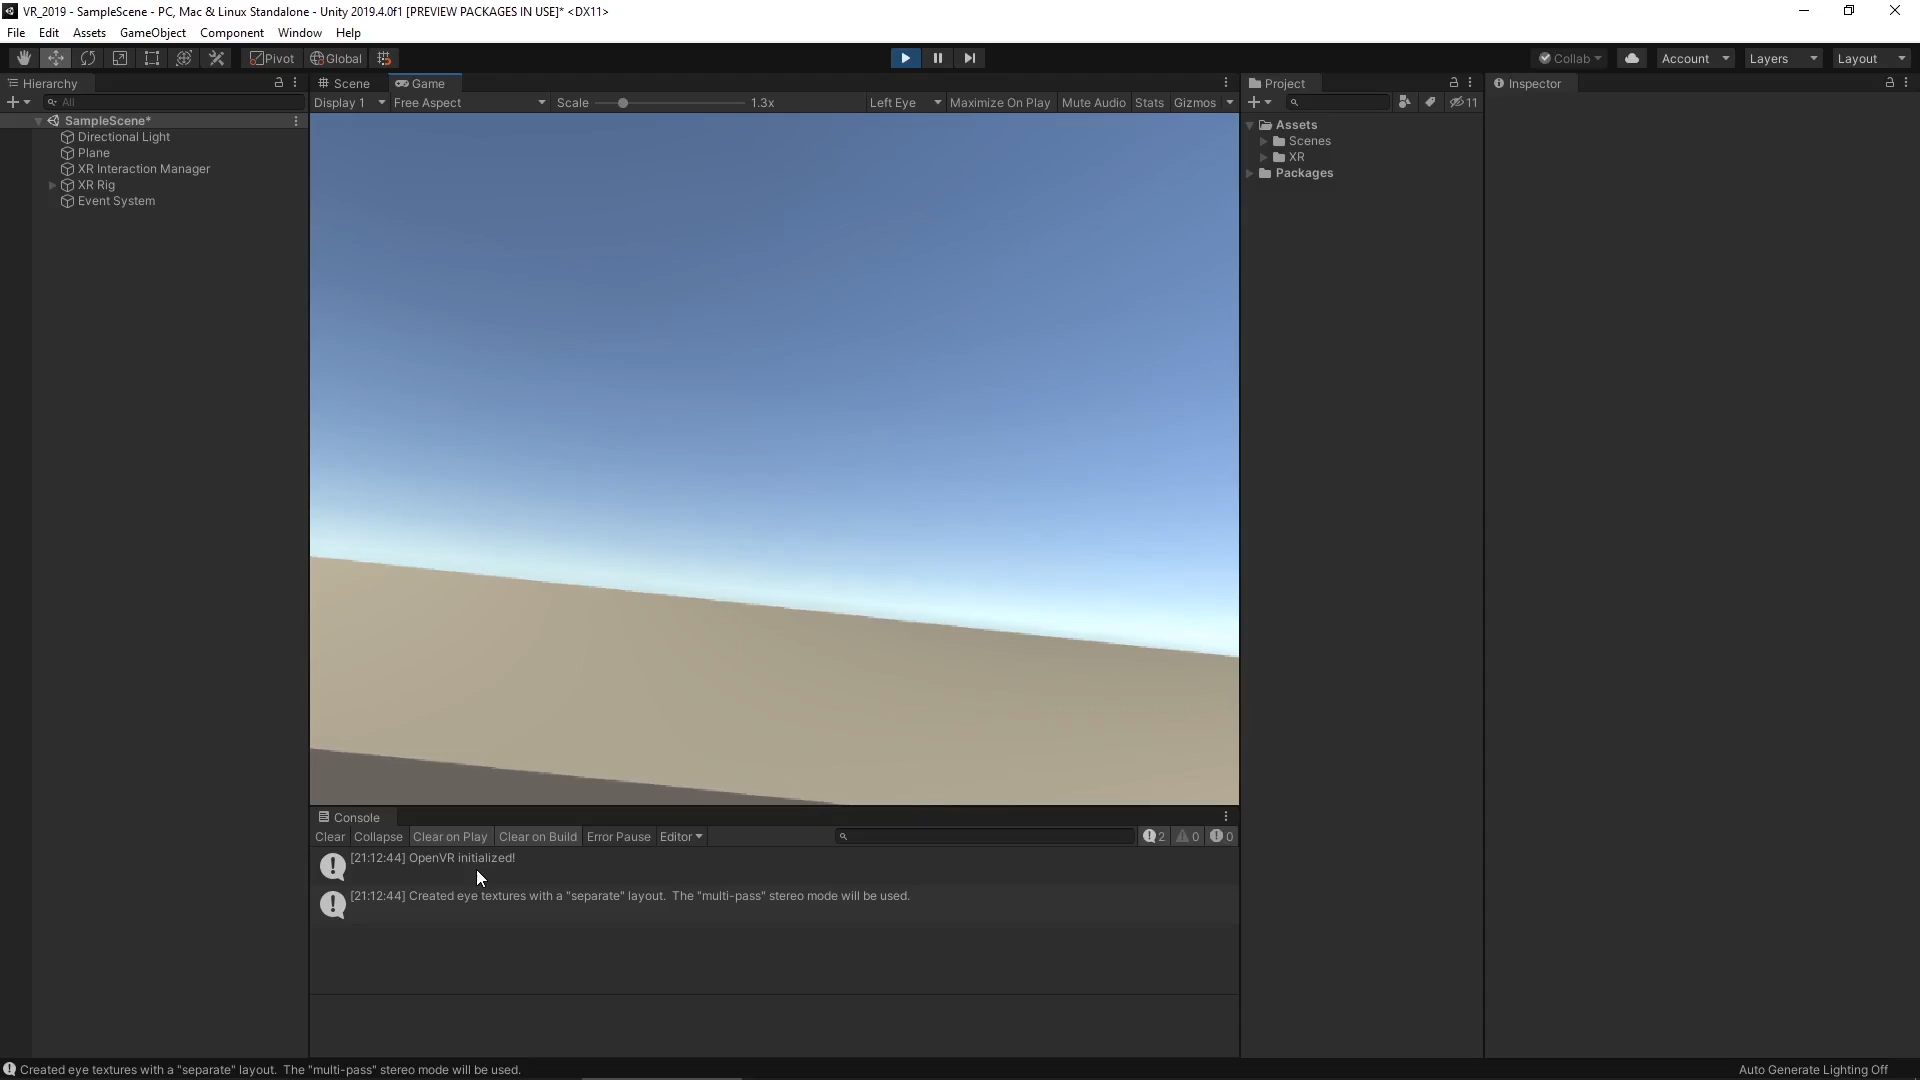 VR_2019 - SampleScene - PC, Mac & Linux Standalone - Unity 2019.4.0f1 [PREVIEW PACKAGES IN USE]* <DX11>
File Edit Assets GameObject Component Window Help
Pivot Global Collab Account Layers Layout
Hierarchy Scene Game Project Inspector
All Display 1 Free Aspect Scale 1.3x Left Eye Maximize On Play Mute Audio Stats Gizmos 11
SampleScene*
Directional Light
Plane
XR Interaction Manager
XR Rig
Event System
Assets
Scenes
XR
Packages
Console
Clear Collapse Clear on Play Clear on Build Error Pause Editor 2 0 0
[21:12:44] OpenVR initialized!
[21:12:44] Created eye textures with a "separate" layout. The "multi-pass" stereo mode will be used.
Created eye textures with a "separate" layout. The "multi-pass" stereo mode will be used. Auto Generate Lighting Off